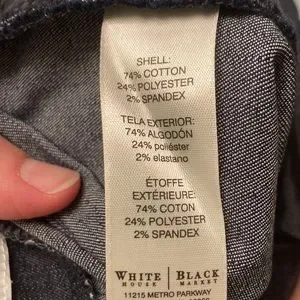 SHELL:
74% COTTON
24% POLYESTER
2% SPANDEX
TELA EXTERIOR:
74% ALGODÓN
24% poliéster
2% elastano
ÉTOFFE
EXTÉRIEURE:
74% COTON
24% POLYESTER
2% SPANDEX
WHITE | BLACK
HOUSE | MARKET
11215 METRO PARKWAY